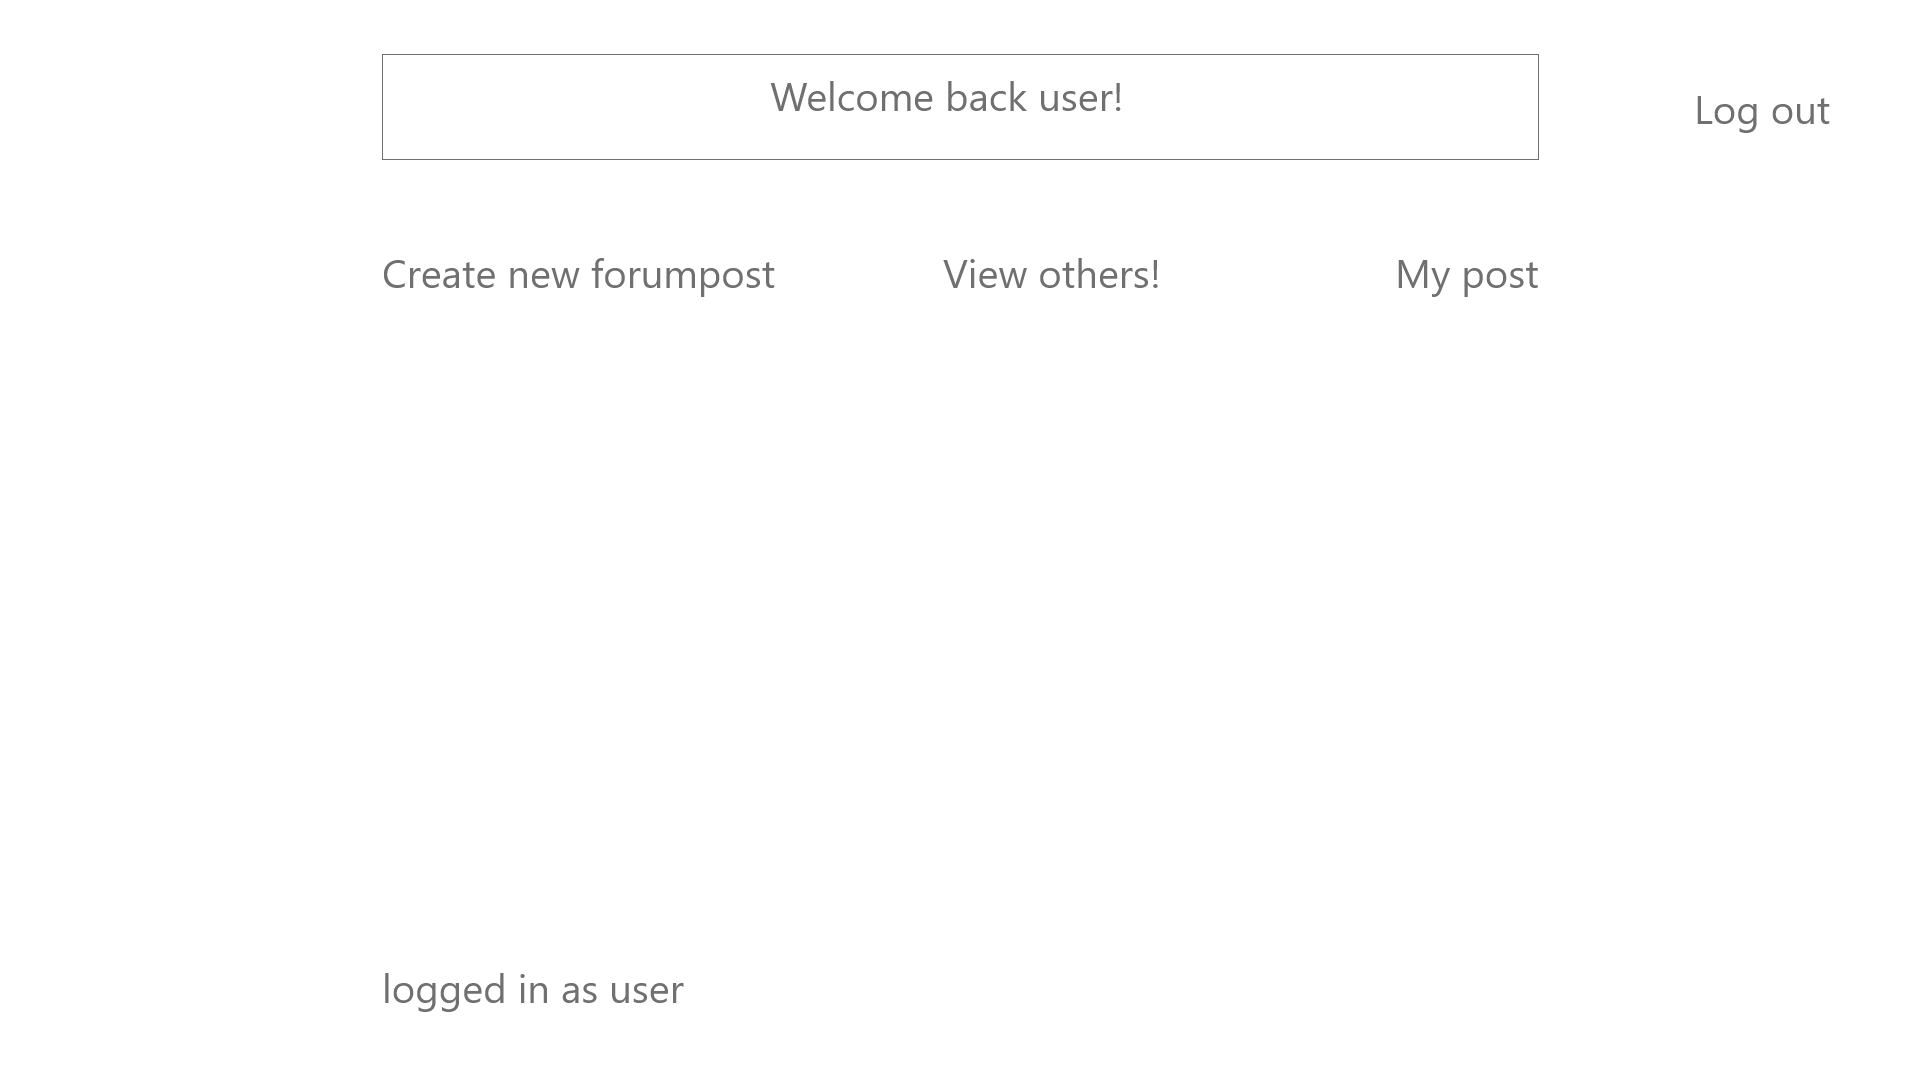 Welcome back user!
Log out
Create new forumpost
View others!
My post
logged in as user